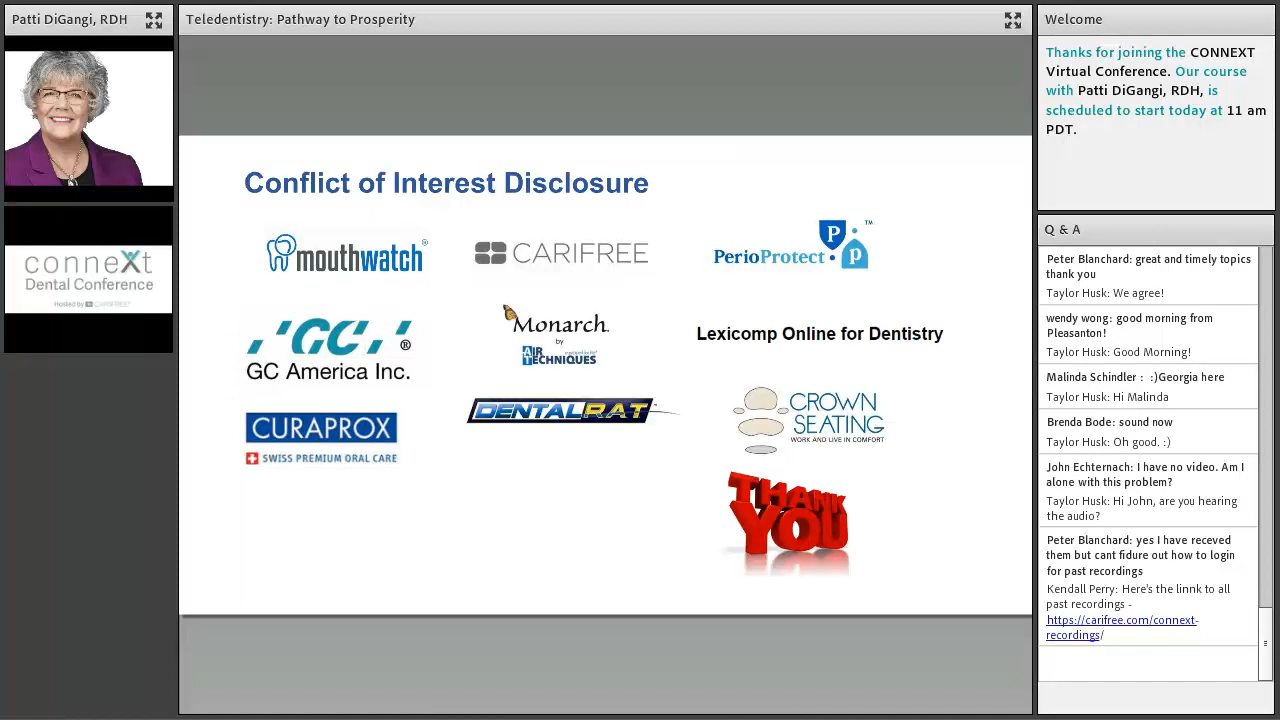 Patti DiGangi, RDH
Teledentistry: Pathway to Prosperity
Welcome
Thanks for joining the CONNEXT
Virtual Conference. Our course
with Patti DiGangi, RDH, is
scheduled to start today at 11 am
PDT.
conneXt
Dental Conference
Hosted by CARIFREE
Conflict of Interest Disclosure
mouthwatch®
CARIFREE
PerioProtect™
P
p
GC®
GC America Inc.
Monarch.
by
AIR
TECHNIQUES
Lexicomp Online for Dentistry
CURAPROX
SWISS PREMIUM ORAL CARE
DENTALRAT™
CROWN
SEATING
WORK AND LIVE IN COMFORT
THANK
YOU
Q & A
Peter Blanchard: great and timely topics
thank you
Taylor Husk: We agree!
wendy wong: good morning from
Pleasanton!
Taylor Husk: Good Morning!
Malinda Schindler : :)Georgia here
Taylor Husk: Hi Malinda
Brenda Bode: sound now
Taylor Husk: Oh good. :)
John Echternach: I have no video. Am I
alone with this problem?
Taylor Husk: Hi John, are you hearing
the audio?
Peter Blanchard: yes I have receved
them but cant fidure out how to login
for past recordings
Kendall Perry: Here's the linnk to all
past recordings -
https://carifree.com/connext-
recordings/